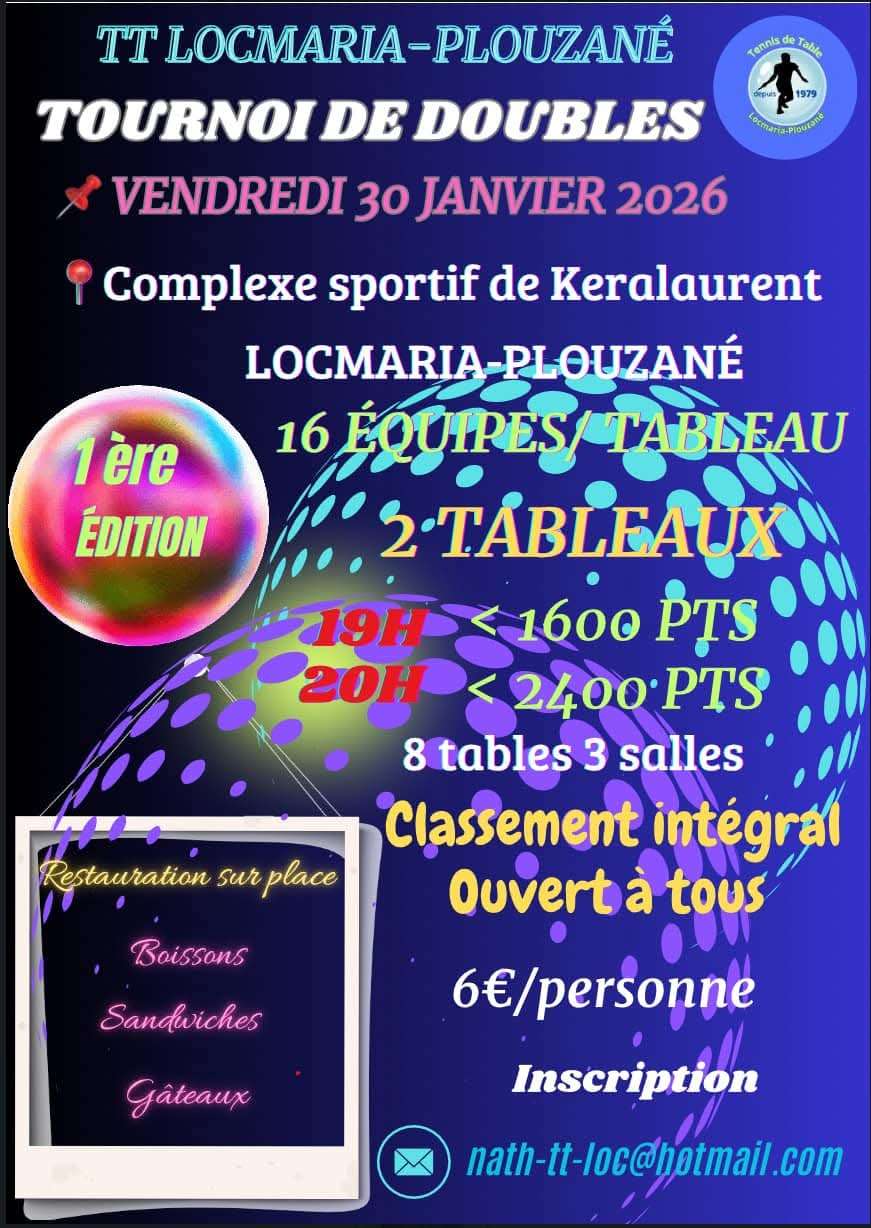 TT LOCMARIA-PLOUZANÉ
Tennis de Table
depuis 1979
Locmaria-Plouzané
TOURNOI DE DOUBLES
VENDREDI 30 JANVIER 2026
Complexe sportif de Keralaurent
LOCMARIA-PLOUZANÉ
1 ère
ÉDITION
16 ÉQUIPES/ TABLEAU
2 TABLEAUX
19H < 1600 PTS
20H < 2400 PTS
8 tables 3 salles
Classement intégral
Ouvert à tous
Restauration sur place
Boissons
Sandwiches
Gâteaux
6€/personne
Inscription
nath-tt-loc@hotmail.com